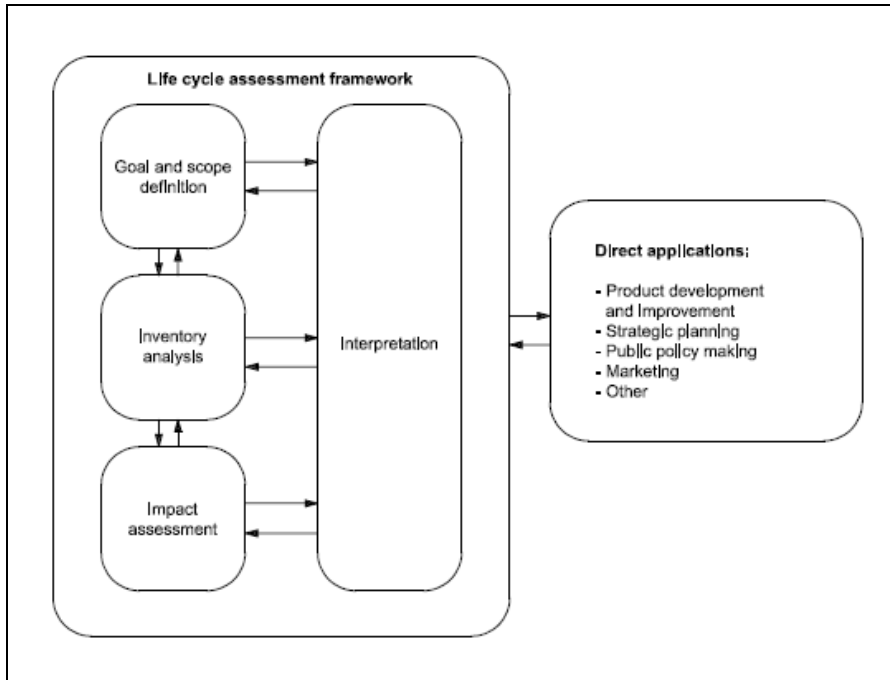 Life cycle assessment framework
Goal and scope
definition
Inventory
analysis
Impact
assessment
Interpretation
Direct applications:
- Product development
and improvement
- Strategic planning
- Public policy making
- Marketing
- Other